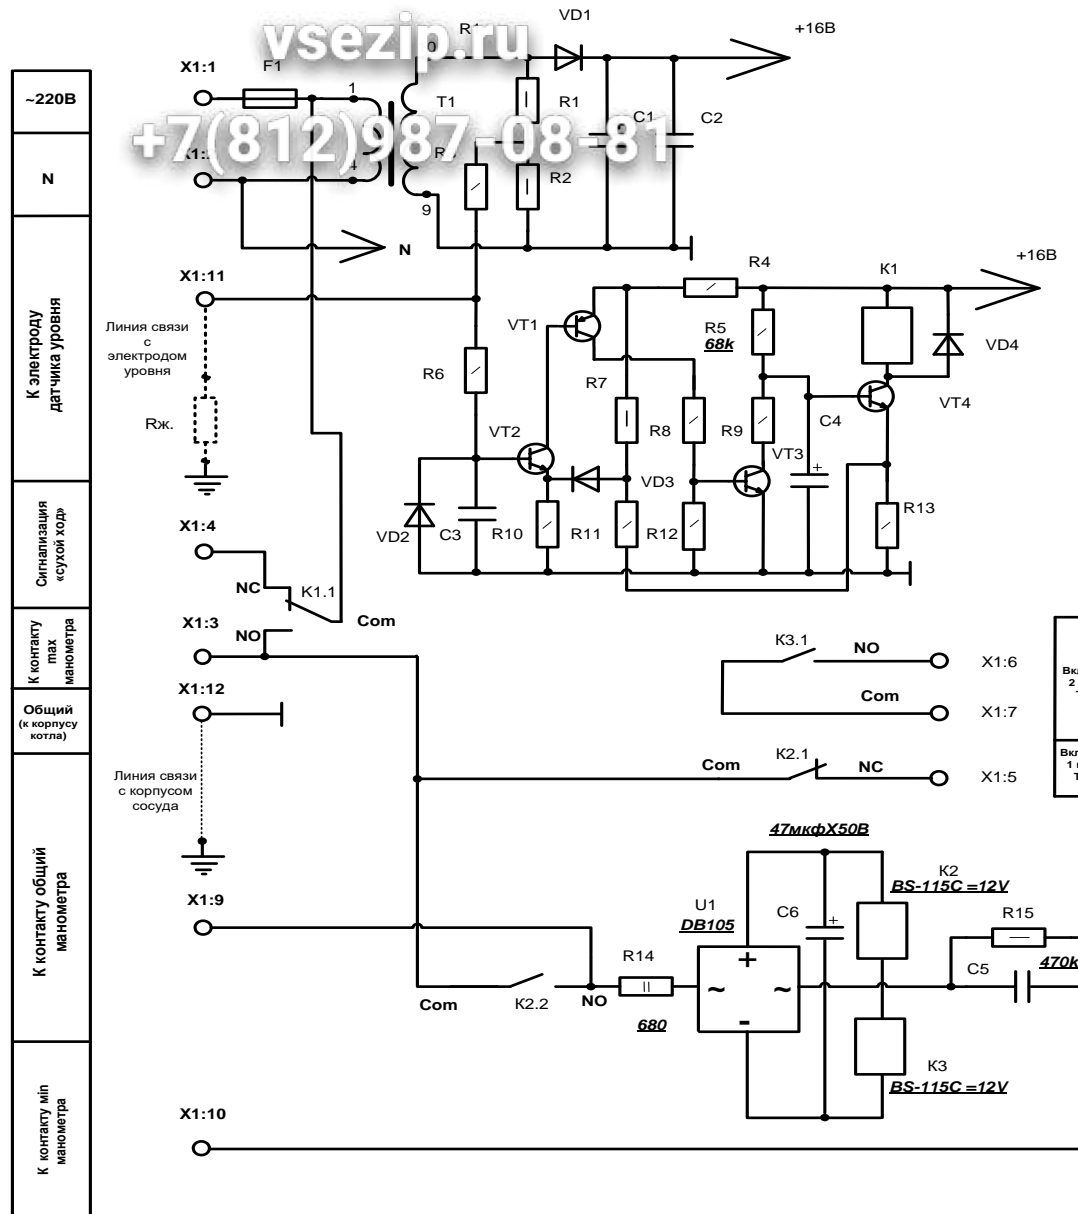 vsezip.ru
+7(812)987-08-81
VD1
+16В
X1:1
F1
1
T1
R1
C1
C2
~220В
N
4
R2
9
N
X1:11
Линия связи
с
электродом
уровня
Rж.
К электроду
датчика уровня
R4
K1
+16В
VT1
R5
68k
VD4
R6
R7
VT4
R8
R9
C4
VT2
VT3
VD3
VD2
C3
R10
R11
R12
R13
Сигнализация
«сухой ход»
X1:4
NC
K1.1
Com
К контакту
max
манометра
X1:3
NO
K3.1
NO
X1:6
Com
X1:7
Общий
(к корпусу
котла)
X1:12
Линия связи
с корпусом
сосуда
Com
K2.1
NC
X1:5
47мкфX50В
К контакту общий
манометра
X1:9
U1
DB105
C6
K2
BS-115C =12V
R14
680
Com
K2.2
NO
+
~
~
-
R15
C5
470k
K3
BS-115C =12V
К контакту min
манометра
X1:10